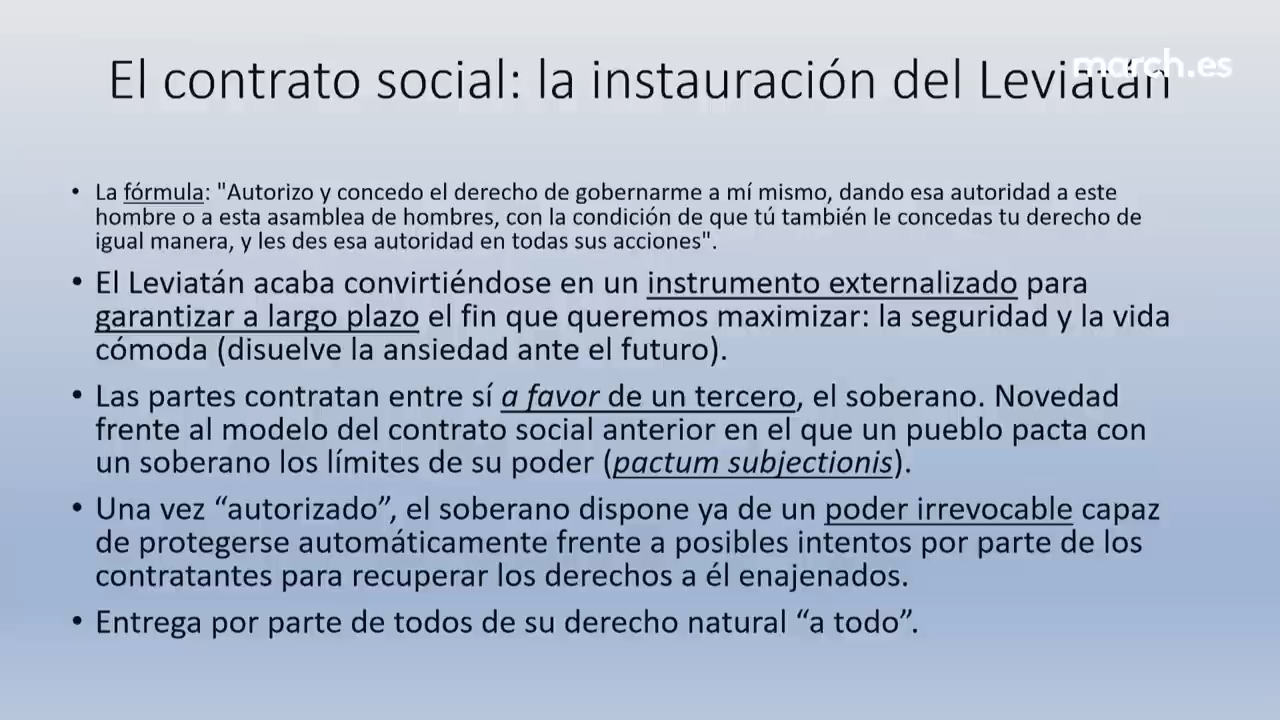 march.es
El contrato social: la instauración del Leviatán
• La fórmula: "Autorizo y concedo el derecho de gobernarme a mí mismo, dando esa autoridad a este
hombre o a esta asamblea de hombres, con la condición de que tú también le concedas tu derecho de
igual manera, y les des esa autoridad en todas sus acciones".
• El Leviatán acaba convirtiéndose en un instrumento externalizado para
garantizar a largo plazo el fin que queremos maximizar: la seguridad y la vida
cómoda (disuelve la ansiedad ante el futuro).
• Las partes contratan entre sí a favor de un tercero, el soberano. Novedad
frente al modelo del contrato social anterior en el que un pueblo pacta con
un soberano los límites de su poder (pactum subjectionis).
• Una vez “autorizado”, el soberano dispone ya de un poder irrevocable capaz
de protegerse automáticamente frente a posibles intentos por parte de los
contratantes para recuperar los derechos a él enajenados.
• Entrega por parte de todos de su derecho natural “a todo”.